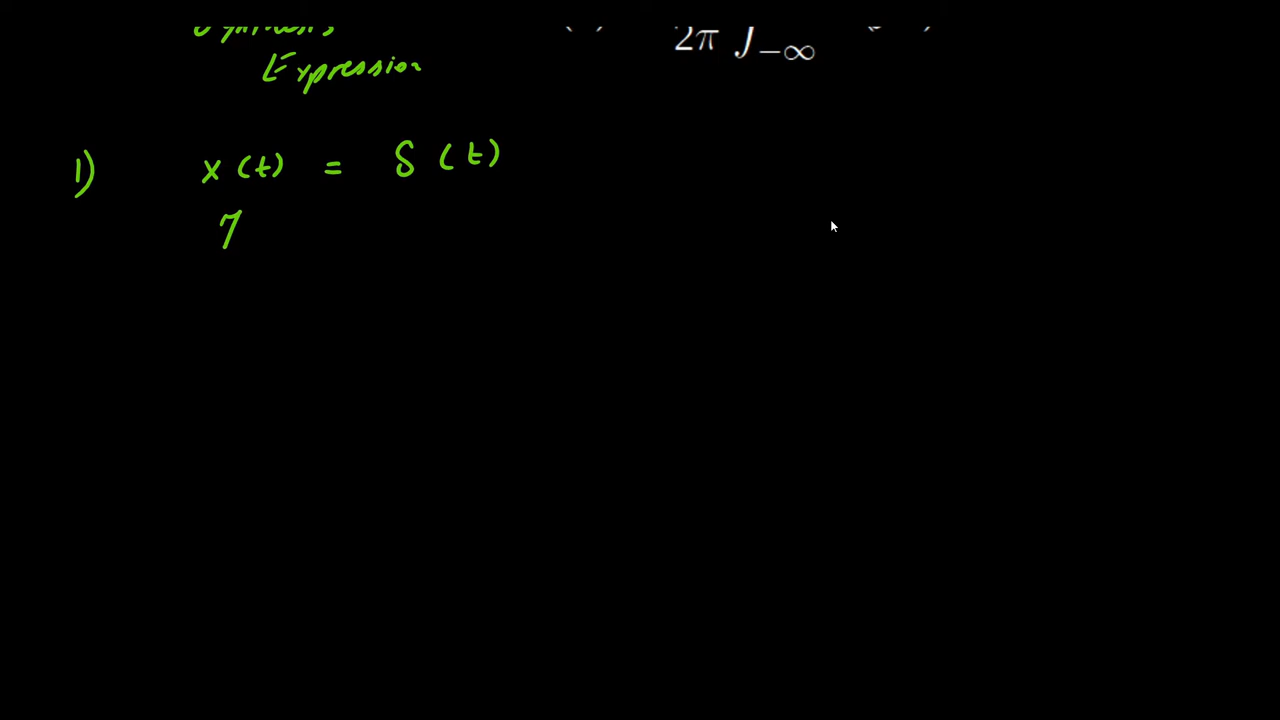 2π ∫−∞
Expression
1) x(t) = δ(t)
7